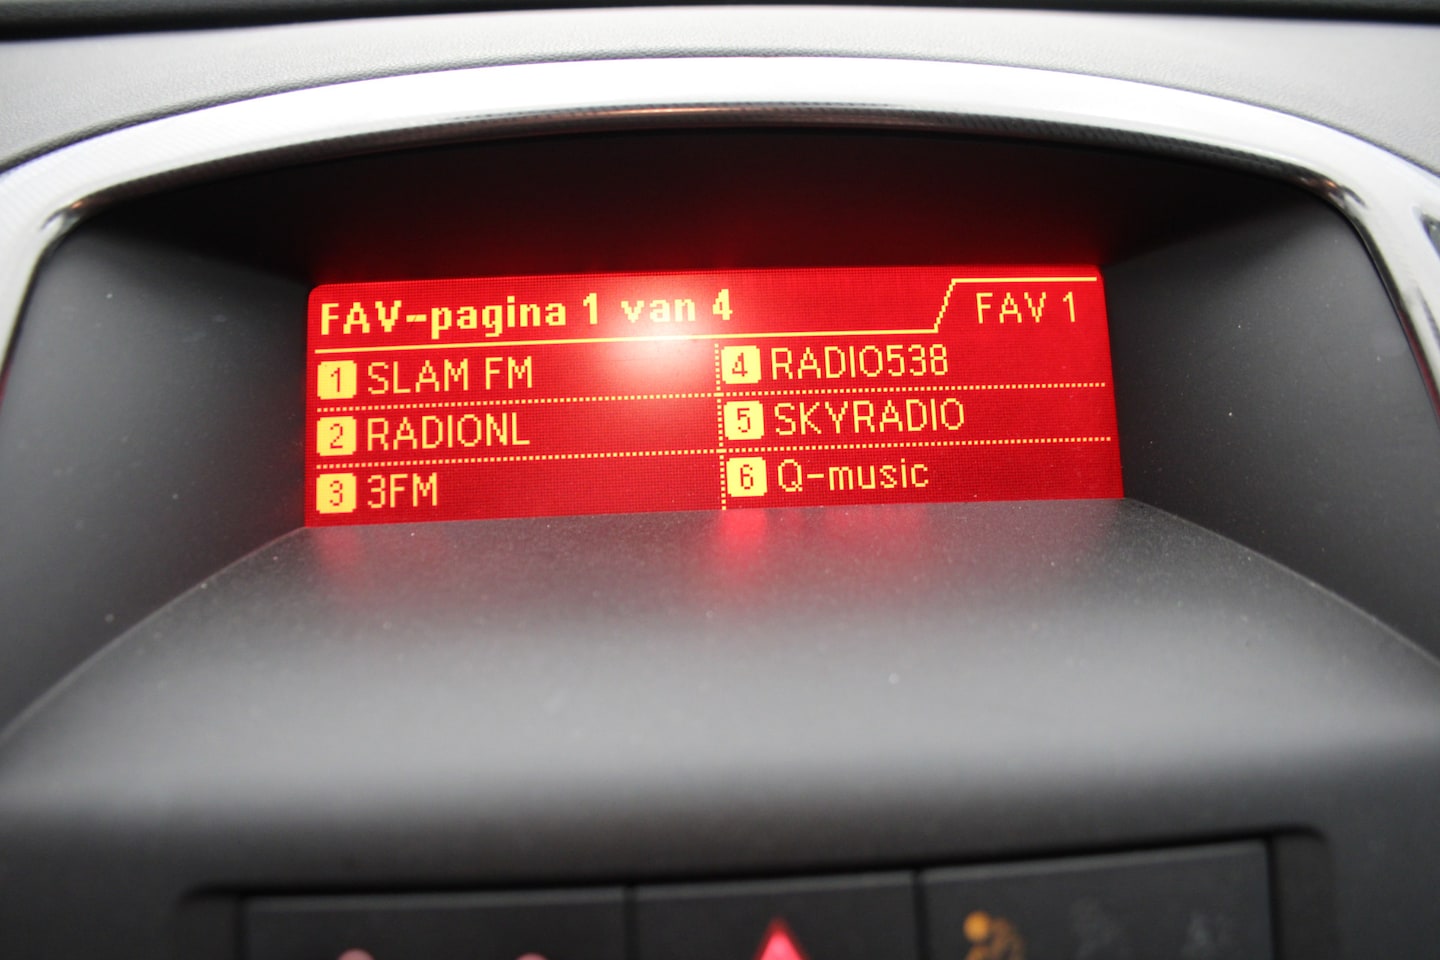 FAV-pagina 1 van 4
FAV 1
1 SLAM FM
2 RADIONL
3 3FM
4 RADIO538
5 SKYRADIO
6 Q-music